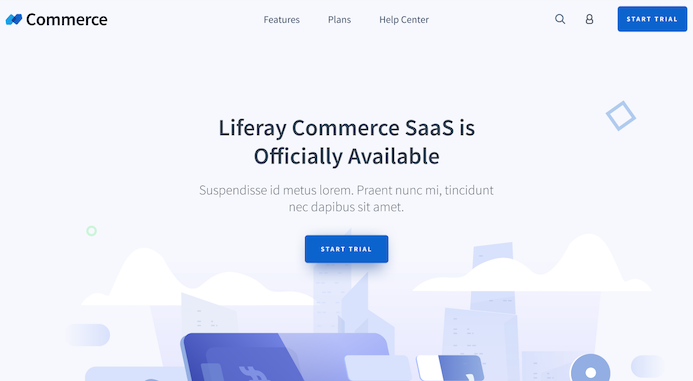 Commerce
Features
Plans
Help Center
START TRIAL
Liferay Commerce SaaS is
Officially Available
Suspendisse id metus lorem. Praent nunc mi, tincidunt
nec dapibus sit amet.
START TRIAL